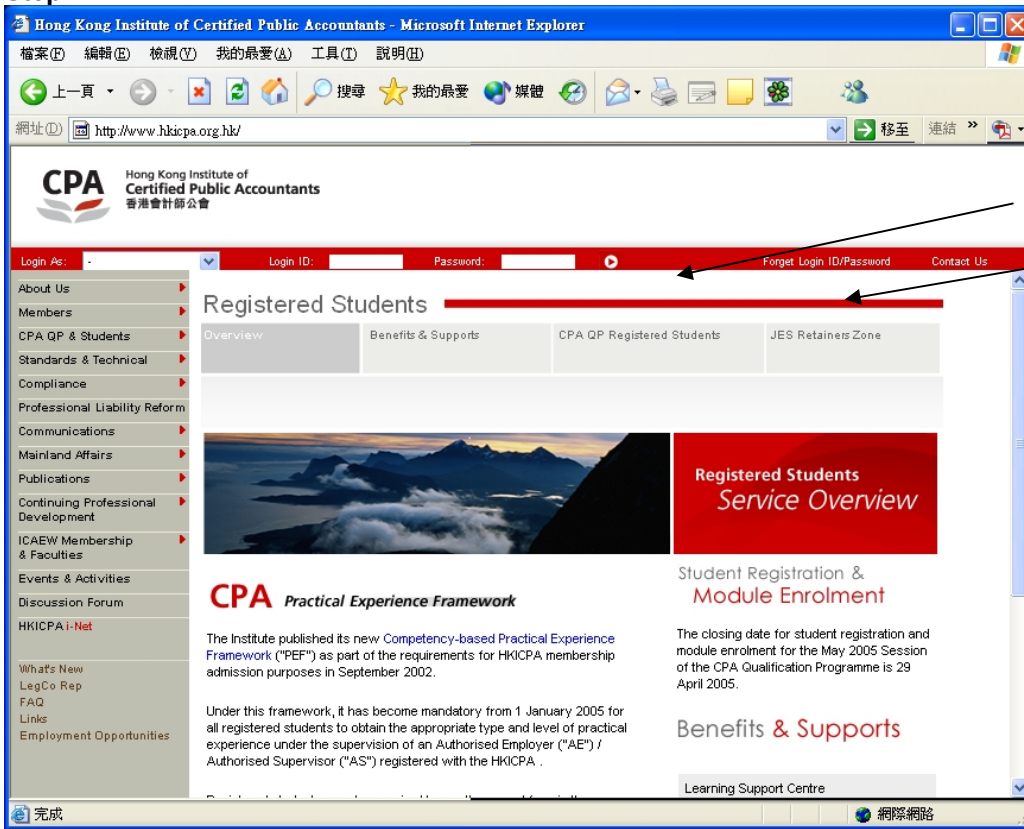 Hong Kong Institute of Certified Public Accountants - Microsoft Internet Explorer
檔案(F) 編輯(E) 檢視(V) 我的最愛(A) 工具(T) 說明(H)
上一頁 搜尋 我的最愛 媒體
網址(D) http://www.hkicpa.org.hk/ 移至 連結 »
CPA
Hong Kong Institute of
Certified Public Accountants
香港會計師公會
Login As: - Login ID: Password: Forget Login ID/Password Contact Us
About Us
Members
CPA QP & Students
Standards & Technical
Compliance
Professional Liability Reform
Communications
Mainland Affairs
Publications
Continuing Professional
Development
ICAEW Membership
& Faculties
Events & Activities
Discussion Forum
HKICPA i-Net
What's New
LegCo Rep
FAQ
Links
Employment Opportunities
Registered Students
Overview Benefits & Supports CPA QP Registered Students JES Retainers Zone
Registered Students
Service Overview
CPA Practical Experience Framework
The Institute published its new Competency-based Practical Experience
Framework ("PEF") as part of the requirements for HKICPA membership
admission purposes in September 2002.
Under this framework, it has become mandatory from 1 January 2005 for
all registered students to obtain the appropriate type and level of practical
experience under the supervision of an Authorised Employer ("AE") /
Authorised Supervisor ("AS") registered with the HKICPA .
Student Registration &
Module Enrolment
The closing date for student registration and
module enrolment for the May 2005 Session
of the CPA Qualification Programme is 29
April 2005.
Benefits & Supports
Learning Support Centre
完成 網際網路